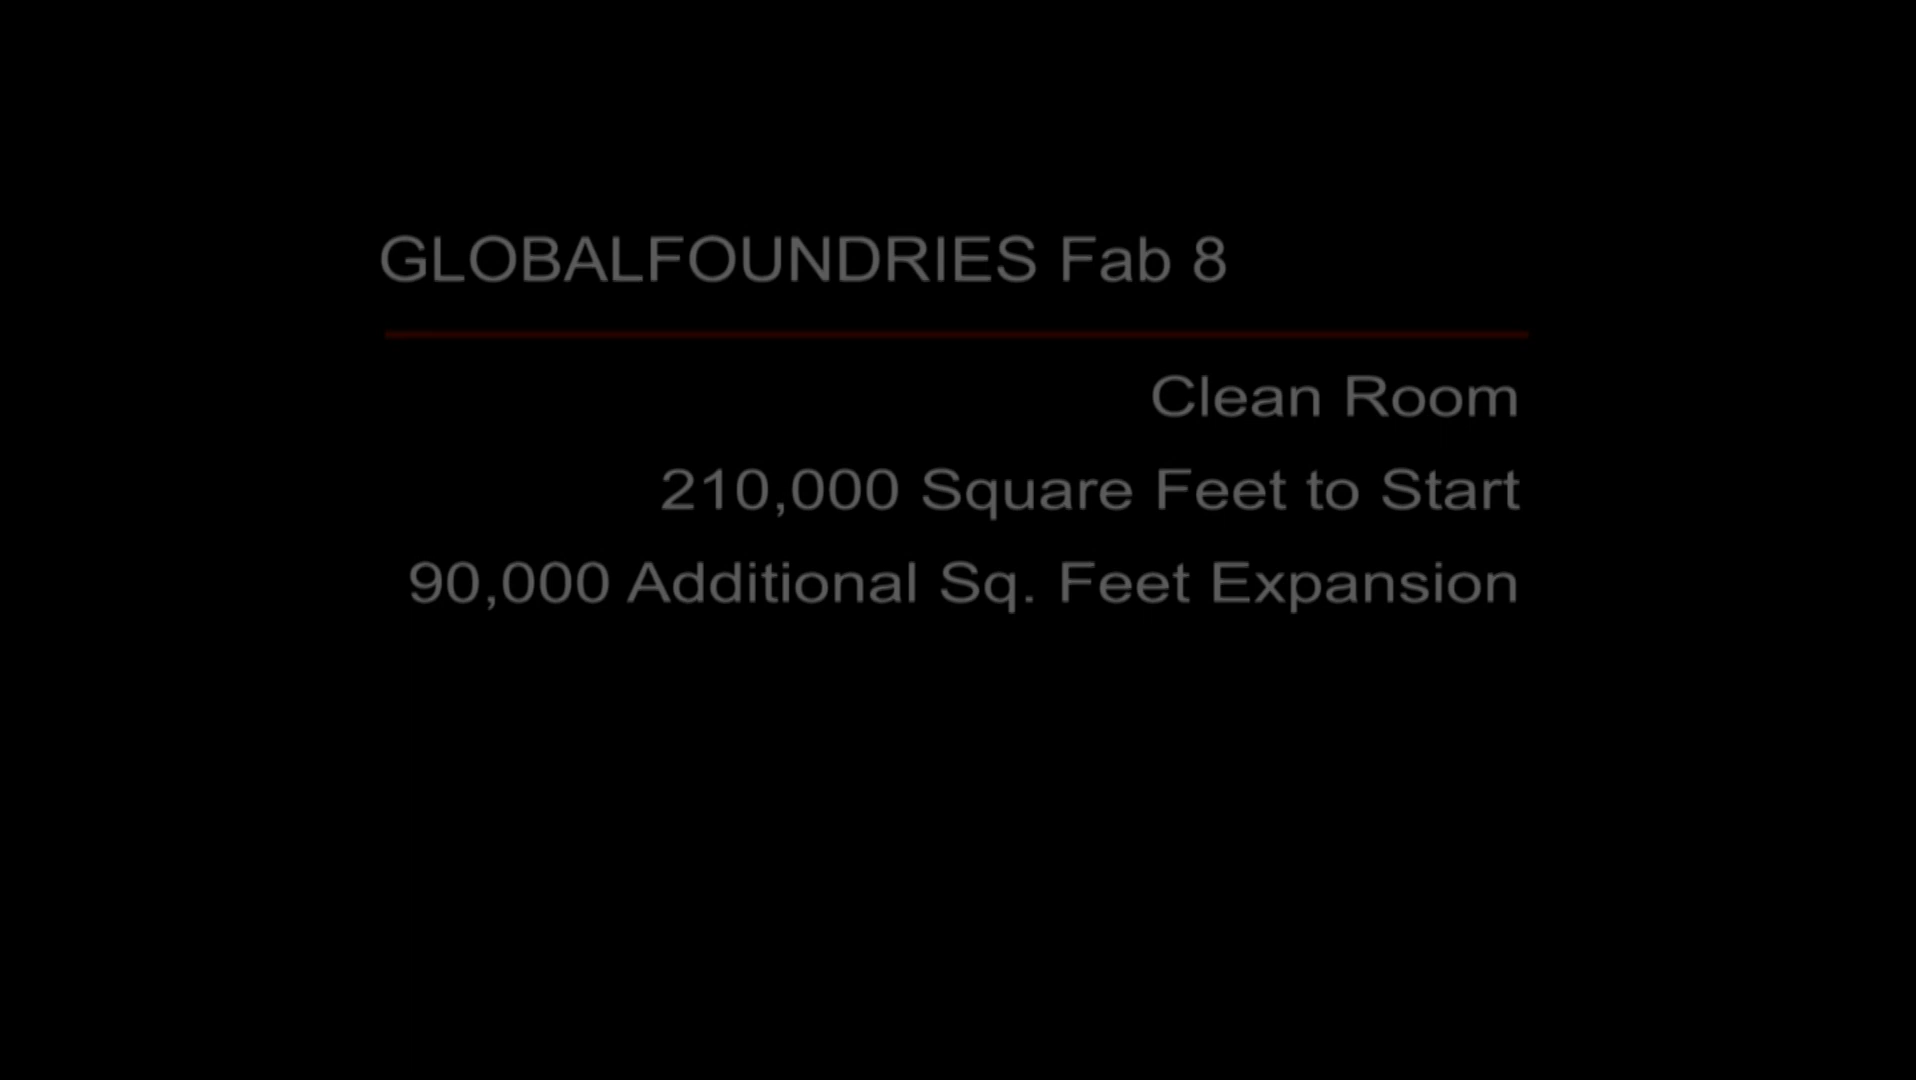 GLOBALFOUNDRIES Fab 8
Clean Room
210,000 Square Feet to Start
90,000 Additional Sq. Feet Expansion